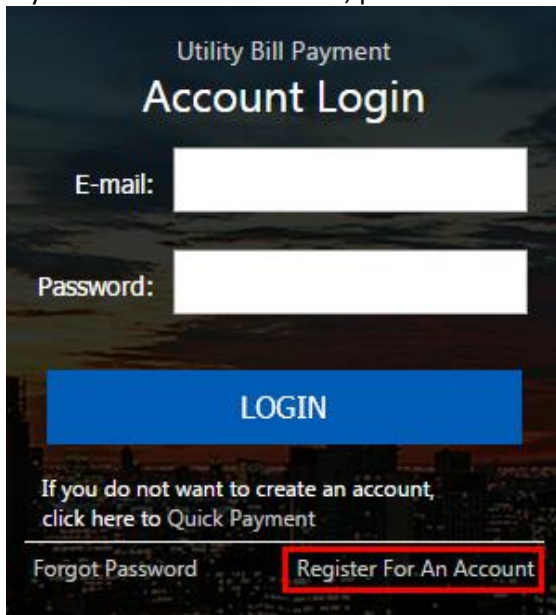 Utility Bill Payment
Account Login
E-mail:
Password:
LOGIN
If you do not want to create an account,
click here to Quick Payment
Forgot Password
Register For An Account